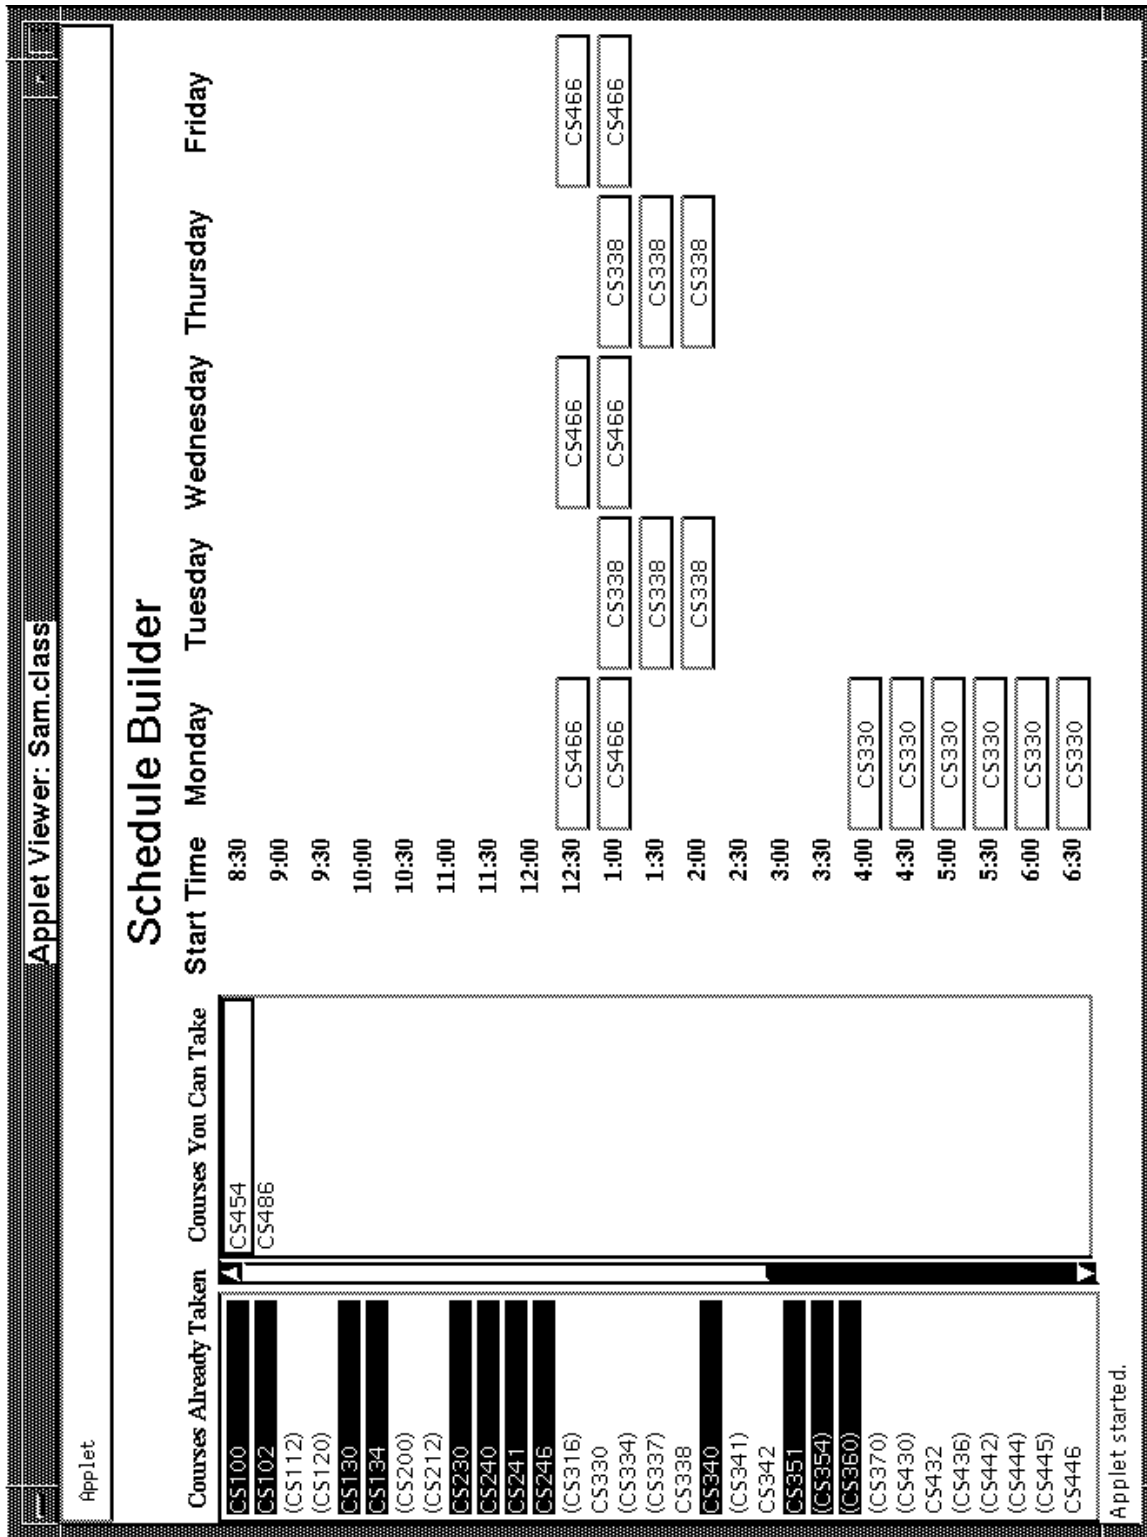 Applet Viewer: Sam.class
Applet
Schedule Builder
Courses Already Taken Courses You Can Take Start Time Monday Tuesday Wednesday Thursday Friday
CS100 CS454 8:30
CS102 CS486 9:00
(CS112) 9:30
(CS120) 10:00
CS130 10:30
CS134 11:00
(CS200) 11:30
(CS212) 12:00
CS230 12:30 CS466 CS466 CS466
CS240 1:00 CS466 CS338 CS466 CS338 CS466
CS241 1:30 CS338 CS338
CS246 2:00 CS338 CS338
(CS316) 2:30
CS330 3:00
(CS334) 3:30
(CS337) 4:00 CS330
CS338 4:30 CS330
CS340 5:00 CS330
(CS341) 5:30 CS330
CS342 6:00 CS330
CS351 6:30 CS330
(CS354)
(CS360)
(CS370)
(CS430)
CS432
(CS436)
(CS442)
(CS444)
(CS445)
CS446
Applet started.